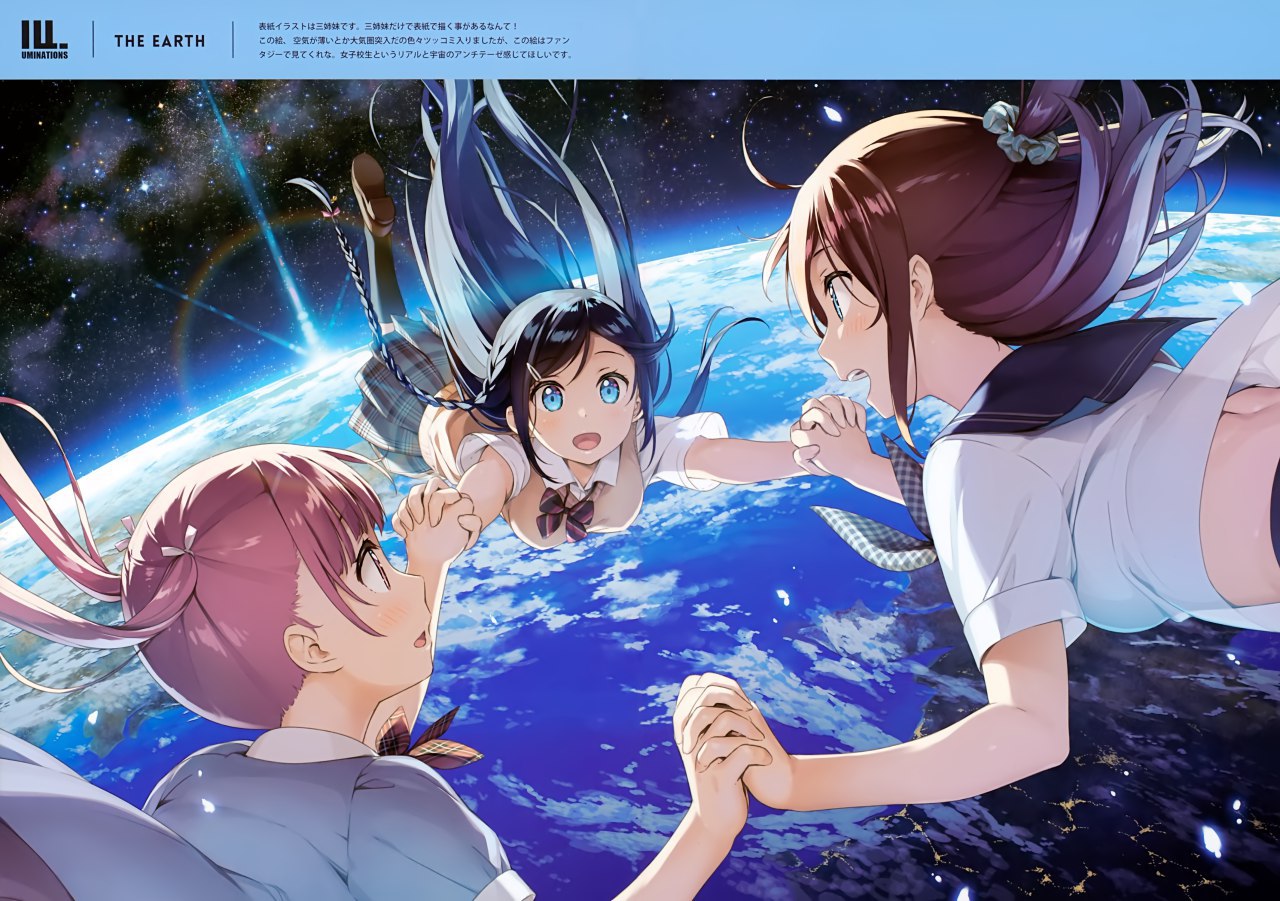 ILL.
UMINATIONS
THE EARTH
表紙イラストは三姉妹です。三姉妹だけで表紙で描く事があるなんて！
この絵、空気が薄いとか大気圏突入だの色々ツッコミ入りましたが、この絵はファン
タジーで見てくれな。女子校生というリアルと宇宙のアンチテーゼ感じてほしいです。